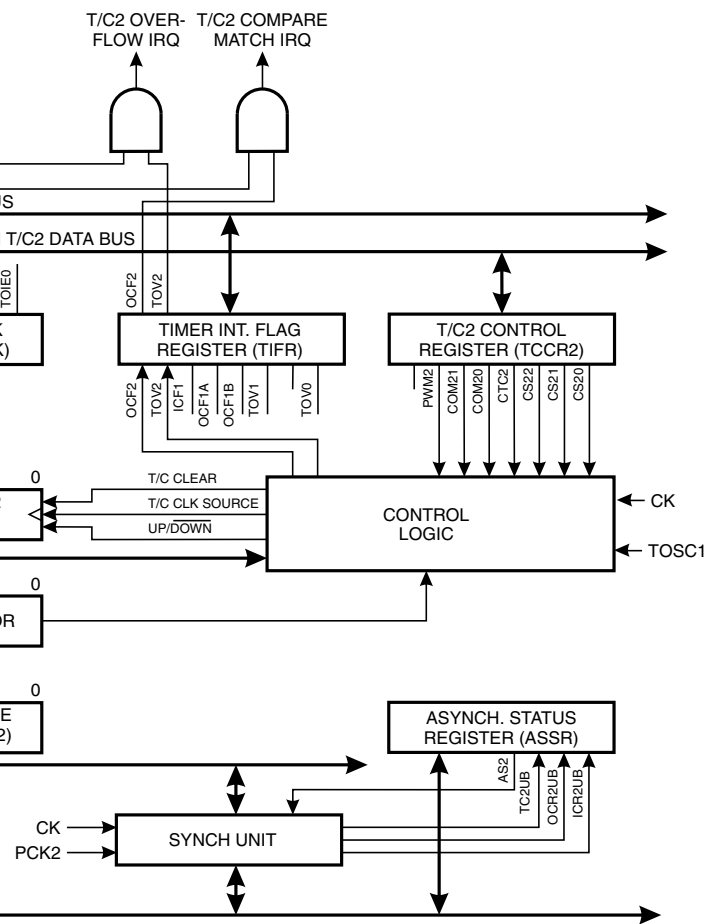 T/C2 OVER-
FLOW IRQ
T/C2 COMPARE
MATCH IRQ
T/C2 DATA BUS
TOIE0
OCF2
TOV2
TIMER INT. FLAG
REGISTER (TIFR)
T/C2 CONTROL
REGISTER (TCCR2)
OCF2
TOV2
ICF1
OCF1A
OCF1B
TOV1
TOV0
PWM2
COM21
COM20
CTC2
CS22
CS21
CS20
0
T/C CLEAR
T/C CLK SOURCE
UP/DOWN
CONTROL
LOGIC
CK
TOSC1
0
0
ASYNCH. STATUS
REGISTER (ASSR)
AS2
TC2UB
OCR2UB
ICR2UB
CK
PCK2
SYNCH UNIT